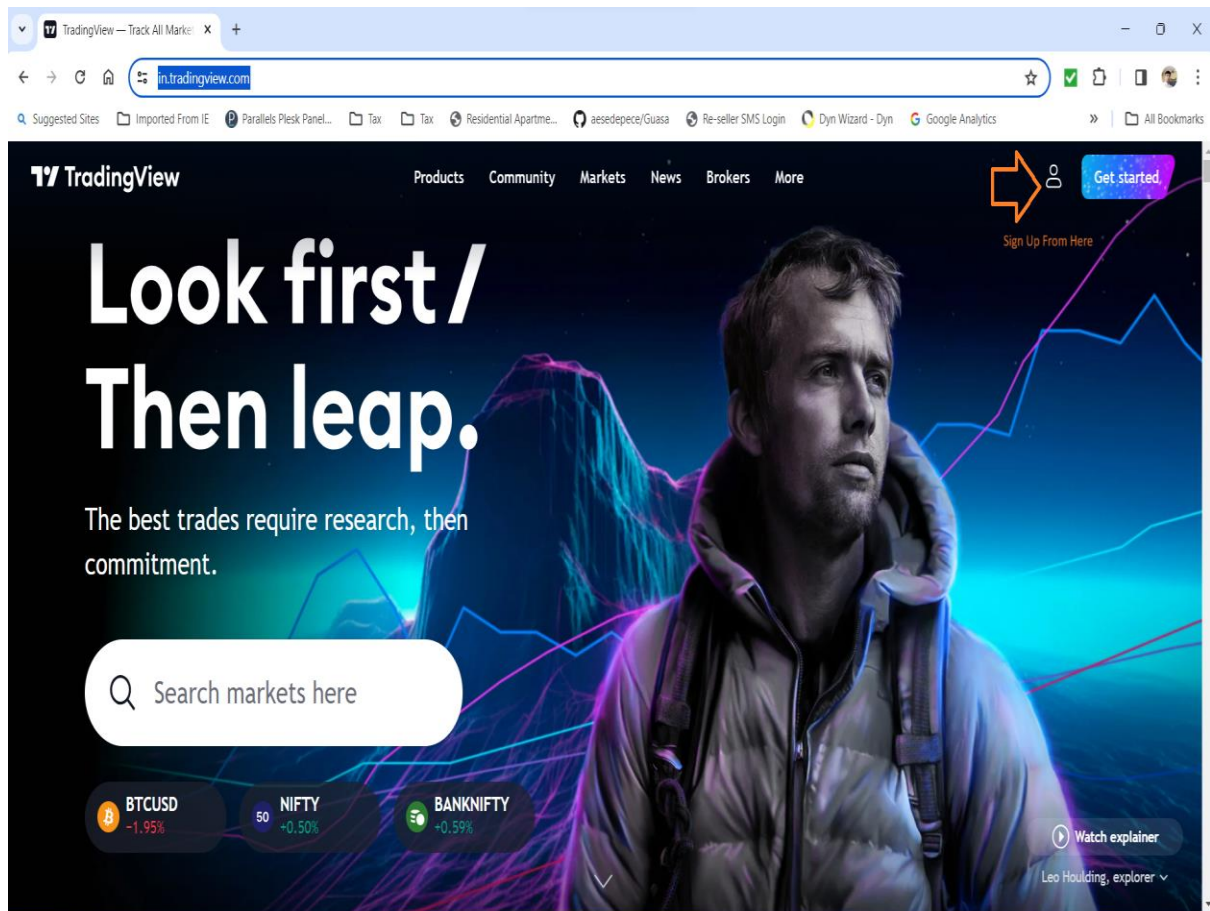 TradingView — Track All Marke
in.tradingview.com
Suggested Sites Imported From IE Parallels Plesk Panel... Tax Tax Residential Apartme... aesedepece/Guasa Re-seller SMS Login Dyn Wizard - Dyn Google Analytics » All Bookmarks
TradingView Products Community Markets News Brokers More Get started
Sign Up From Here
Look first /
Then leap.
The best trades require research, then
commitment.
Search markets here
BTCUSD NIFTY BANKNIFTY
50
−1.95% +0.50% +0.59%
Watch explainer
Leo Houlding, explorer